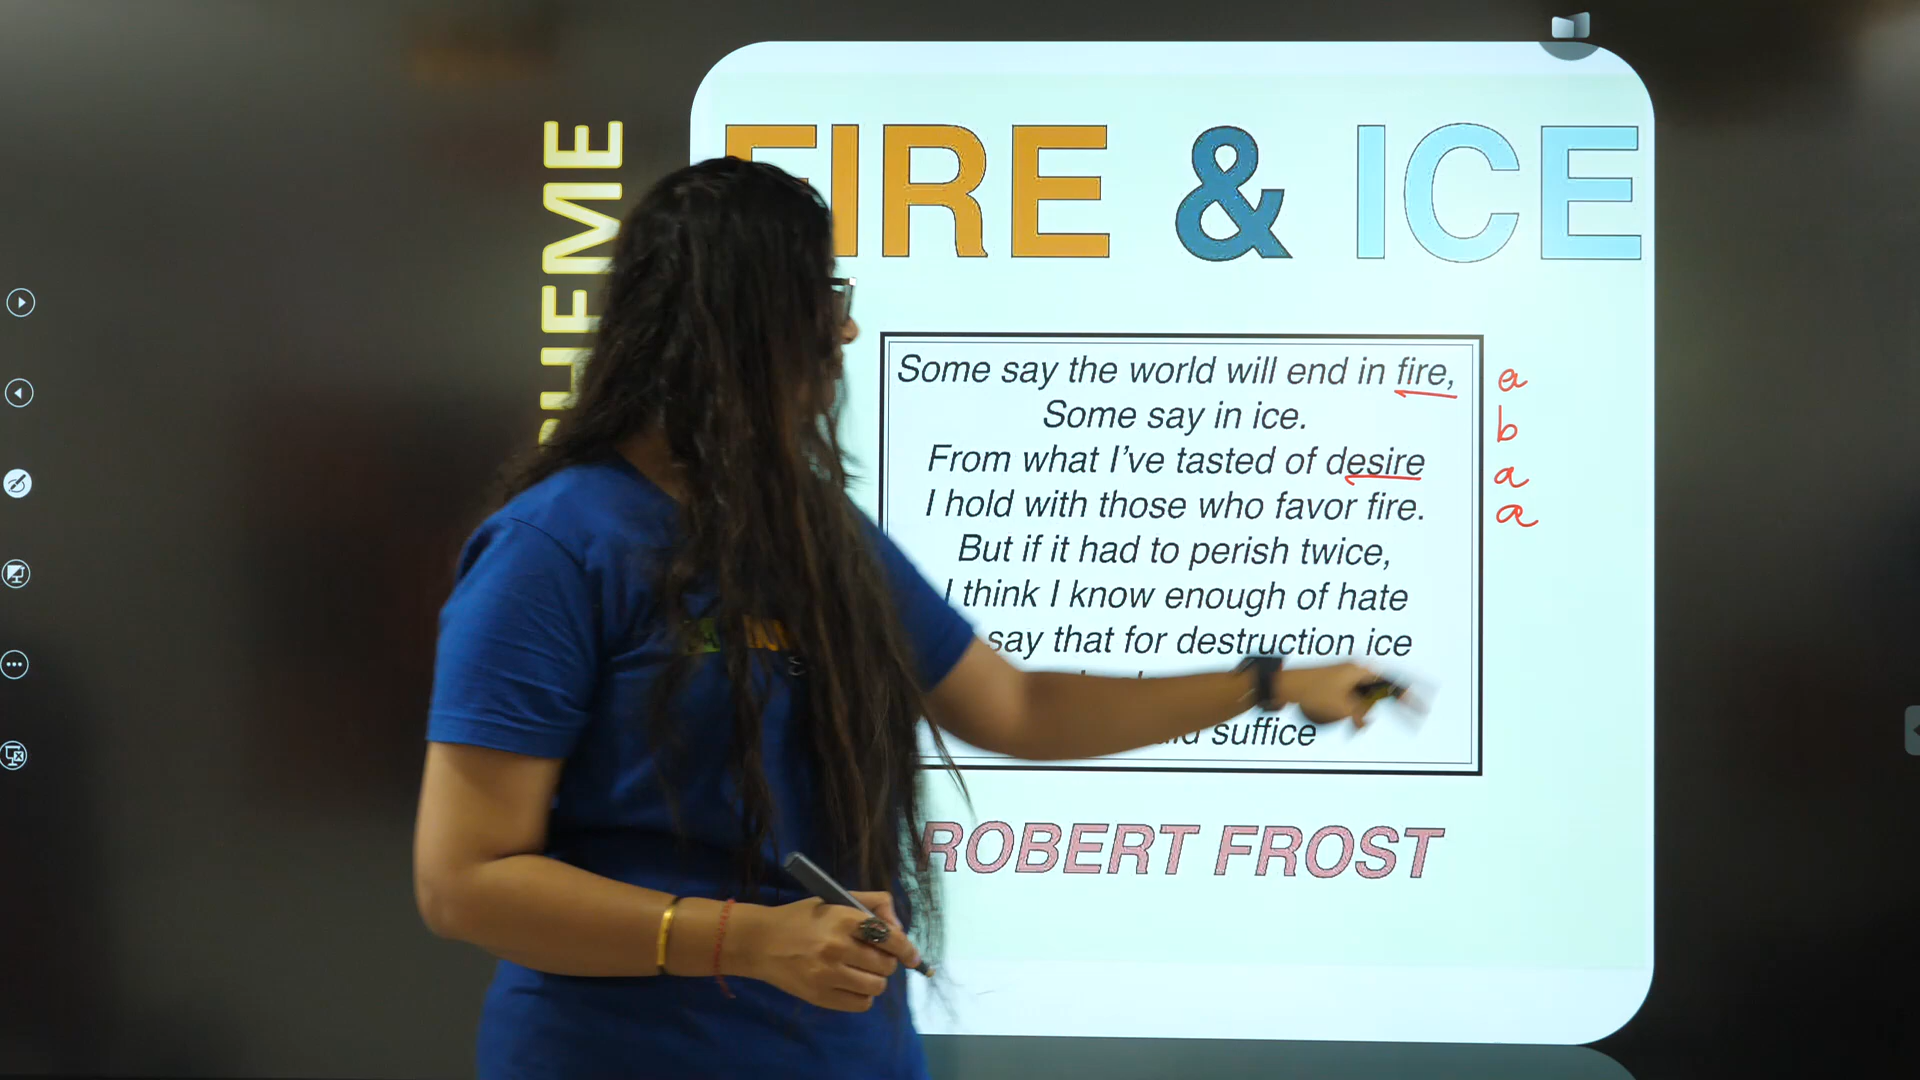 FIRE & ICE
Some say the world will end in fire, a
Some say in ice. b
From what I've tasted of desire a
I hold with those who favor fire. a
But if it had to perish twice,
I think I know enough of hate
say that for destruction ice
suffice
ROBERT FROST